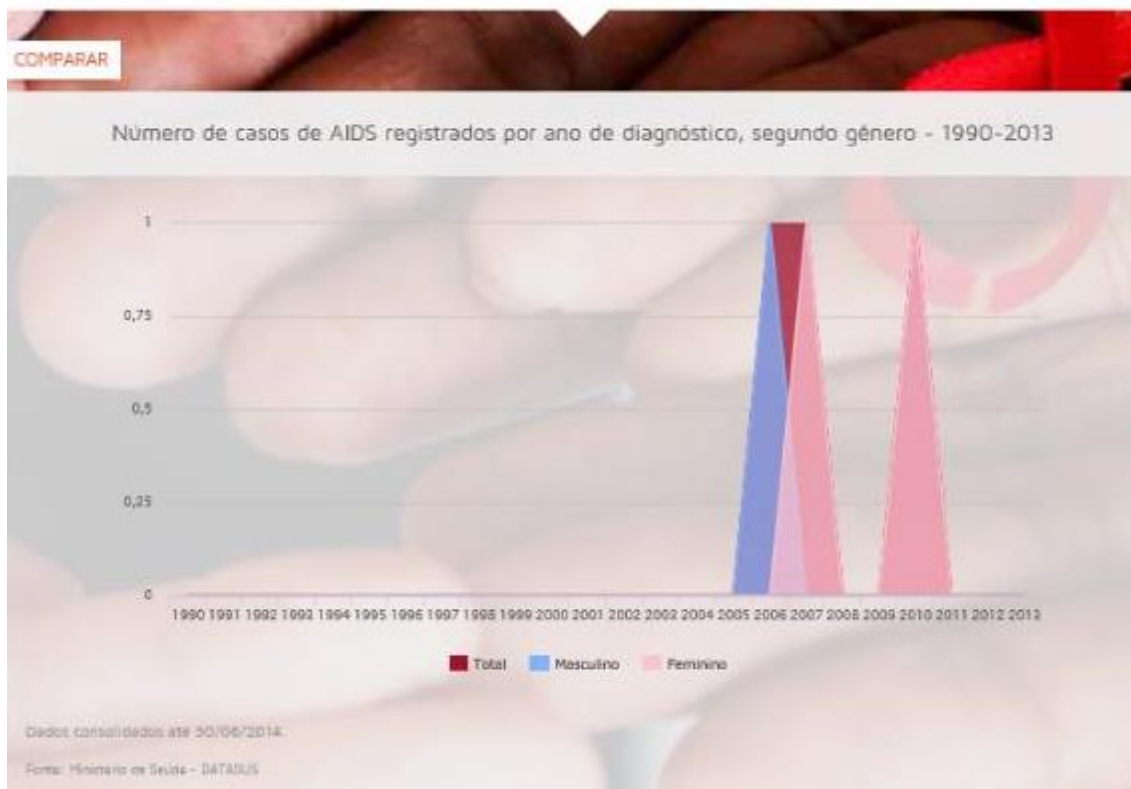 COMPARAR
Número de casos de AIDS registrados por ano de diagnóstico, segundo gênero - 1990-2013
1
0,75
0,5
0,25
0
1990 1991 1992 1993 1994 1995 1996 1997 1998 1999 2000 2001 2002 2003 2004 2005 2006 2007 2008 2009 2010 2011 2012 2013
Total Masculino Feminino
Dados consolidados até 30/06/2014.
Fonte: Ministério da Saúde - DATASUS